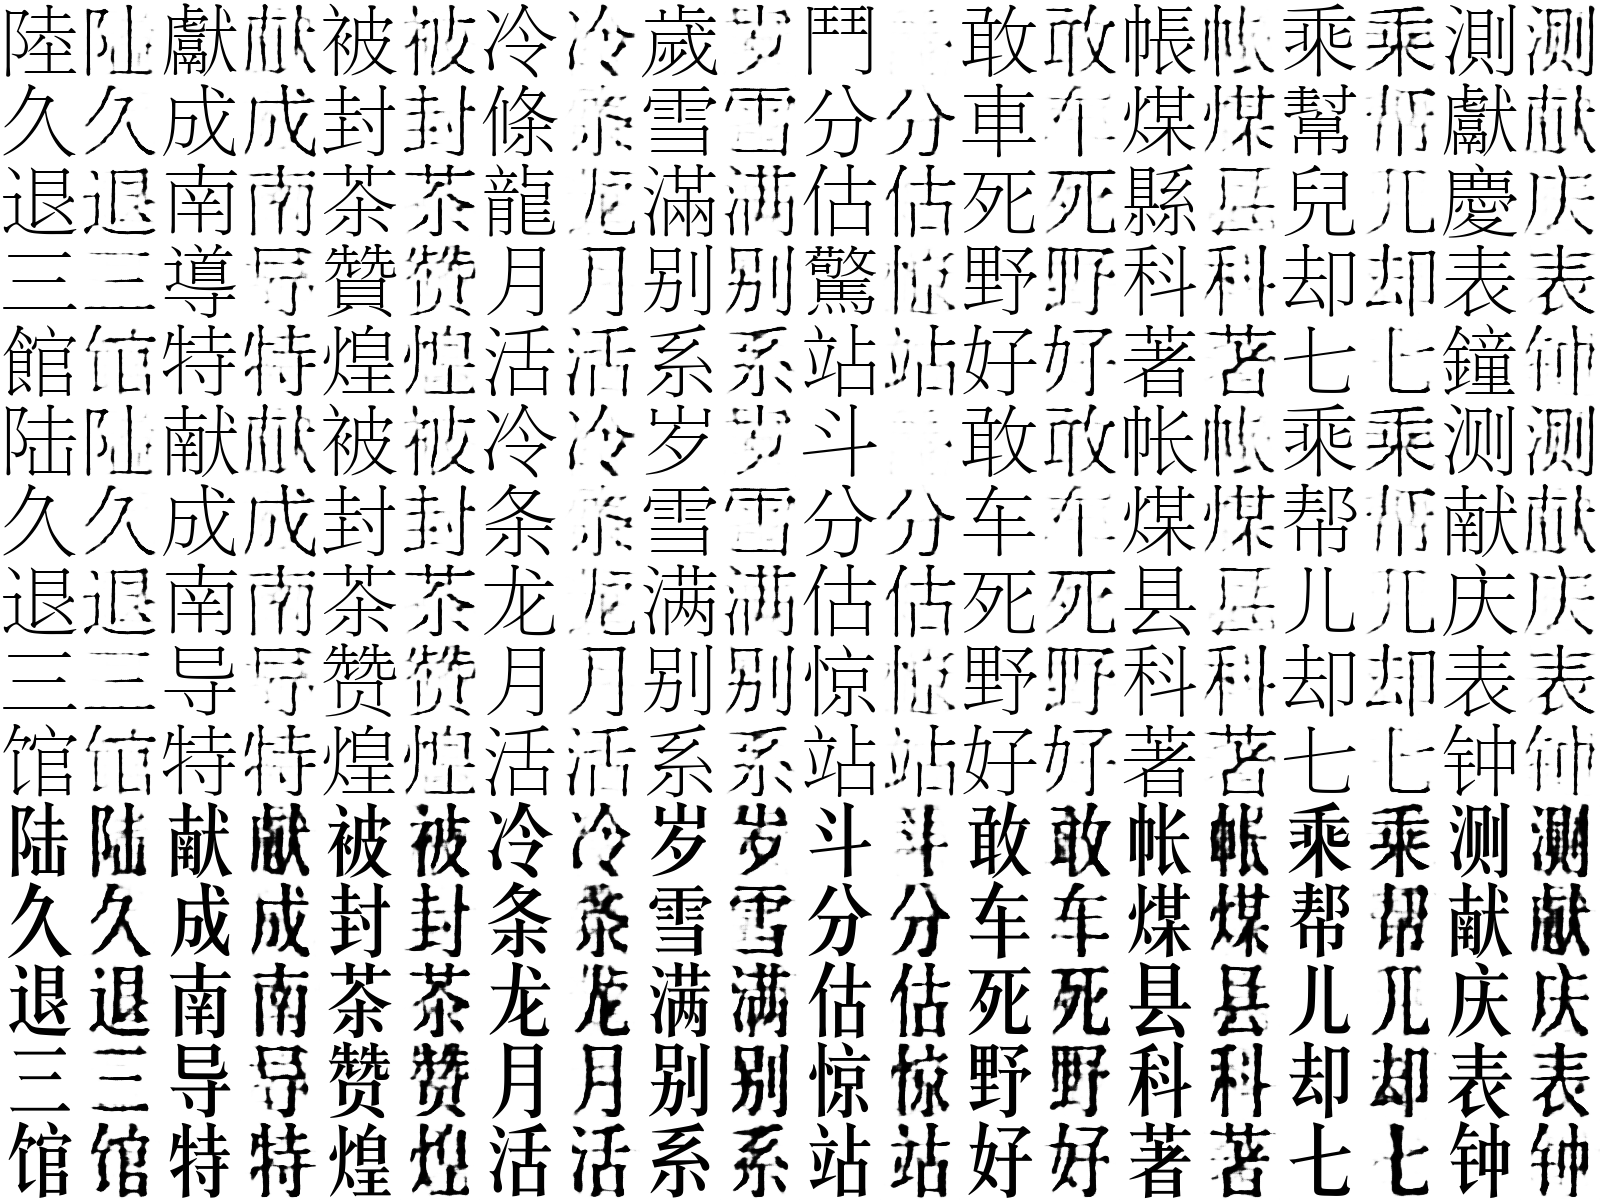 陸陆獻献被被冷冷歲岁鬥敢敢帳帐乘乘測测
久久成成封封條条雪雪分分車车煤煤幫帮獻献
退退南南茶茶龍龙滿满估估死死縣县兒儿慶庆
三三導导贊赞月月别别驚惊野野科科却却表表
館馆特特煌煌活活系系站站好好著著七七鐘钟
陆陆献献被被冷冷岁岁斗敢敢帐帐乘乘测测
久久成成封封条条雪雪分分车车煤煤帮帮献献
退退南南茶茶龙龙满满估估死死县县儿儿庆庆
三三导导赞赞月月别别惊惊野野科科却却表表
馆馆特特煌煌活活系系站站好好著著七七钟钟
陆陆献献被被冷冷岁岁斗斗敢敢帐帐乘乘测测
久久成成封封条条雪雪分分车车煤煤帮帮献献
退退南南茶茶龙龙满满估估死死县县儿儿庆庆
三三导导赞赞月月别别惊惊野野科科却却表表
馆馆特特煌煌活活系系站站好好著著七七钟钟